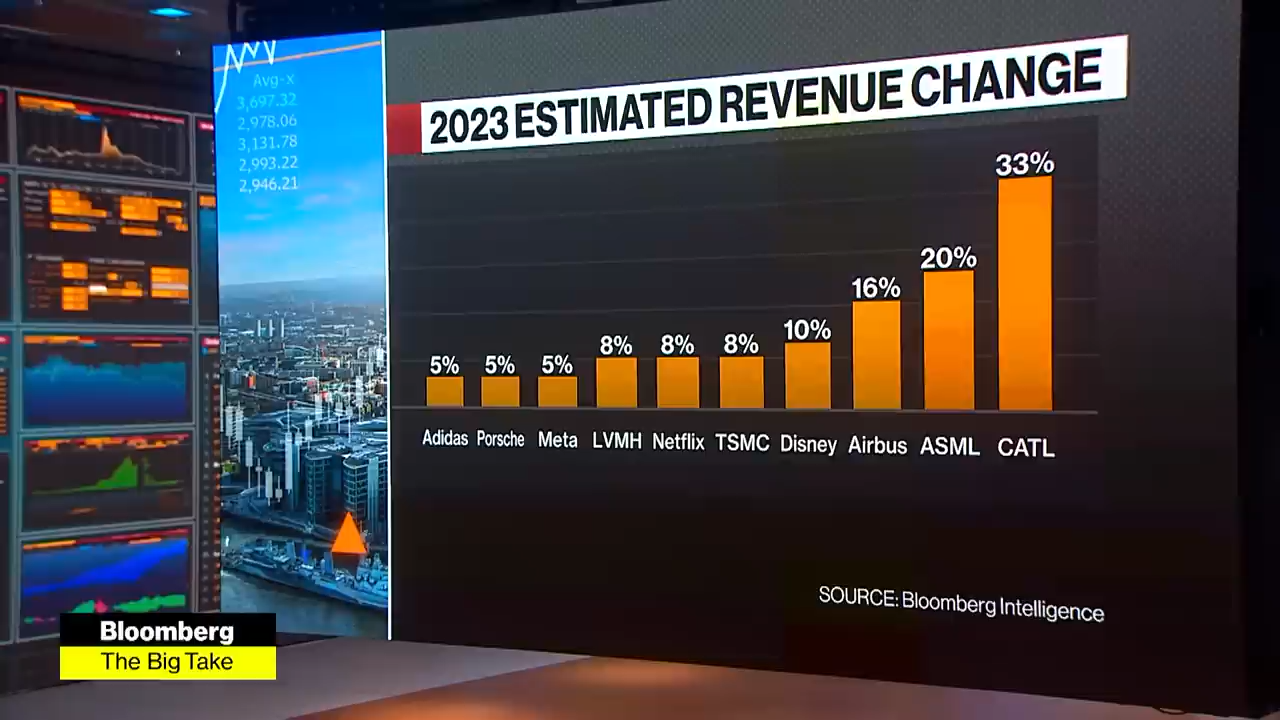 Avg-x
3,697.32
2,978.06
3,131.78
2,993.22
2,946.21
2023 ESTIMATED REVENUE CHANGE
5% 5% 5% 8% 8% 8% 10% 16% 20% 33%
Adidas Porsche Meta LVMH Netflix TSMC Disney Airbus ASML CATL
SOURCE: Bloomberg Intelligence
Bloomberg
The Big Take